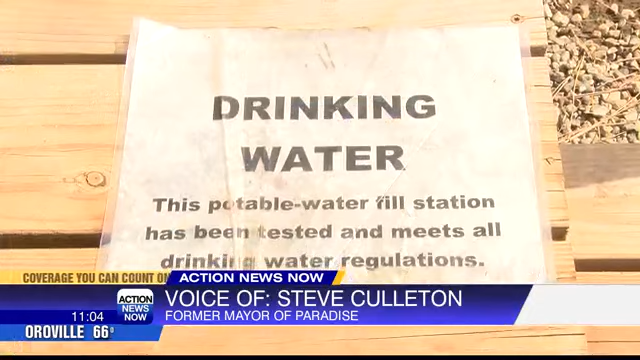 DRINKING
WATER
This potable-water fill station
has been tested and meets all
drinking water regulations.
COVERAGE YOU CAN COUNT ON
ACTION NEWS NOW
VOICE OF: STEVE CULLETON
FORMER MAYOR OF PARADISE
ACTION
NEWS
NOW
11:04
OROVILLE 66°